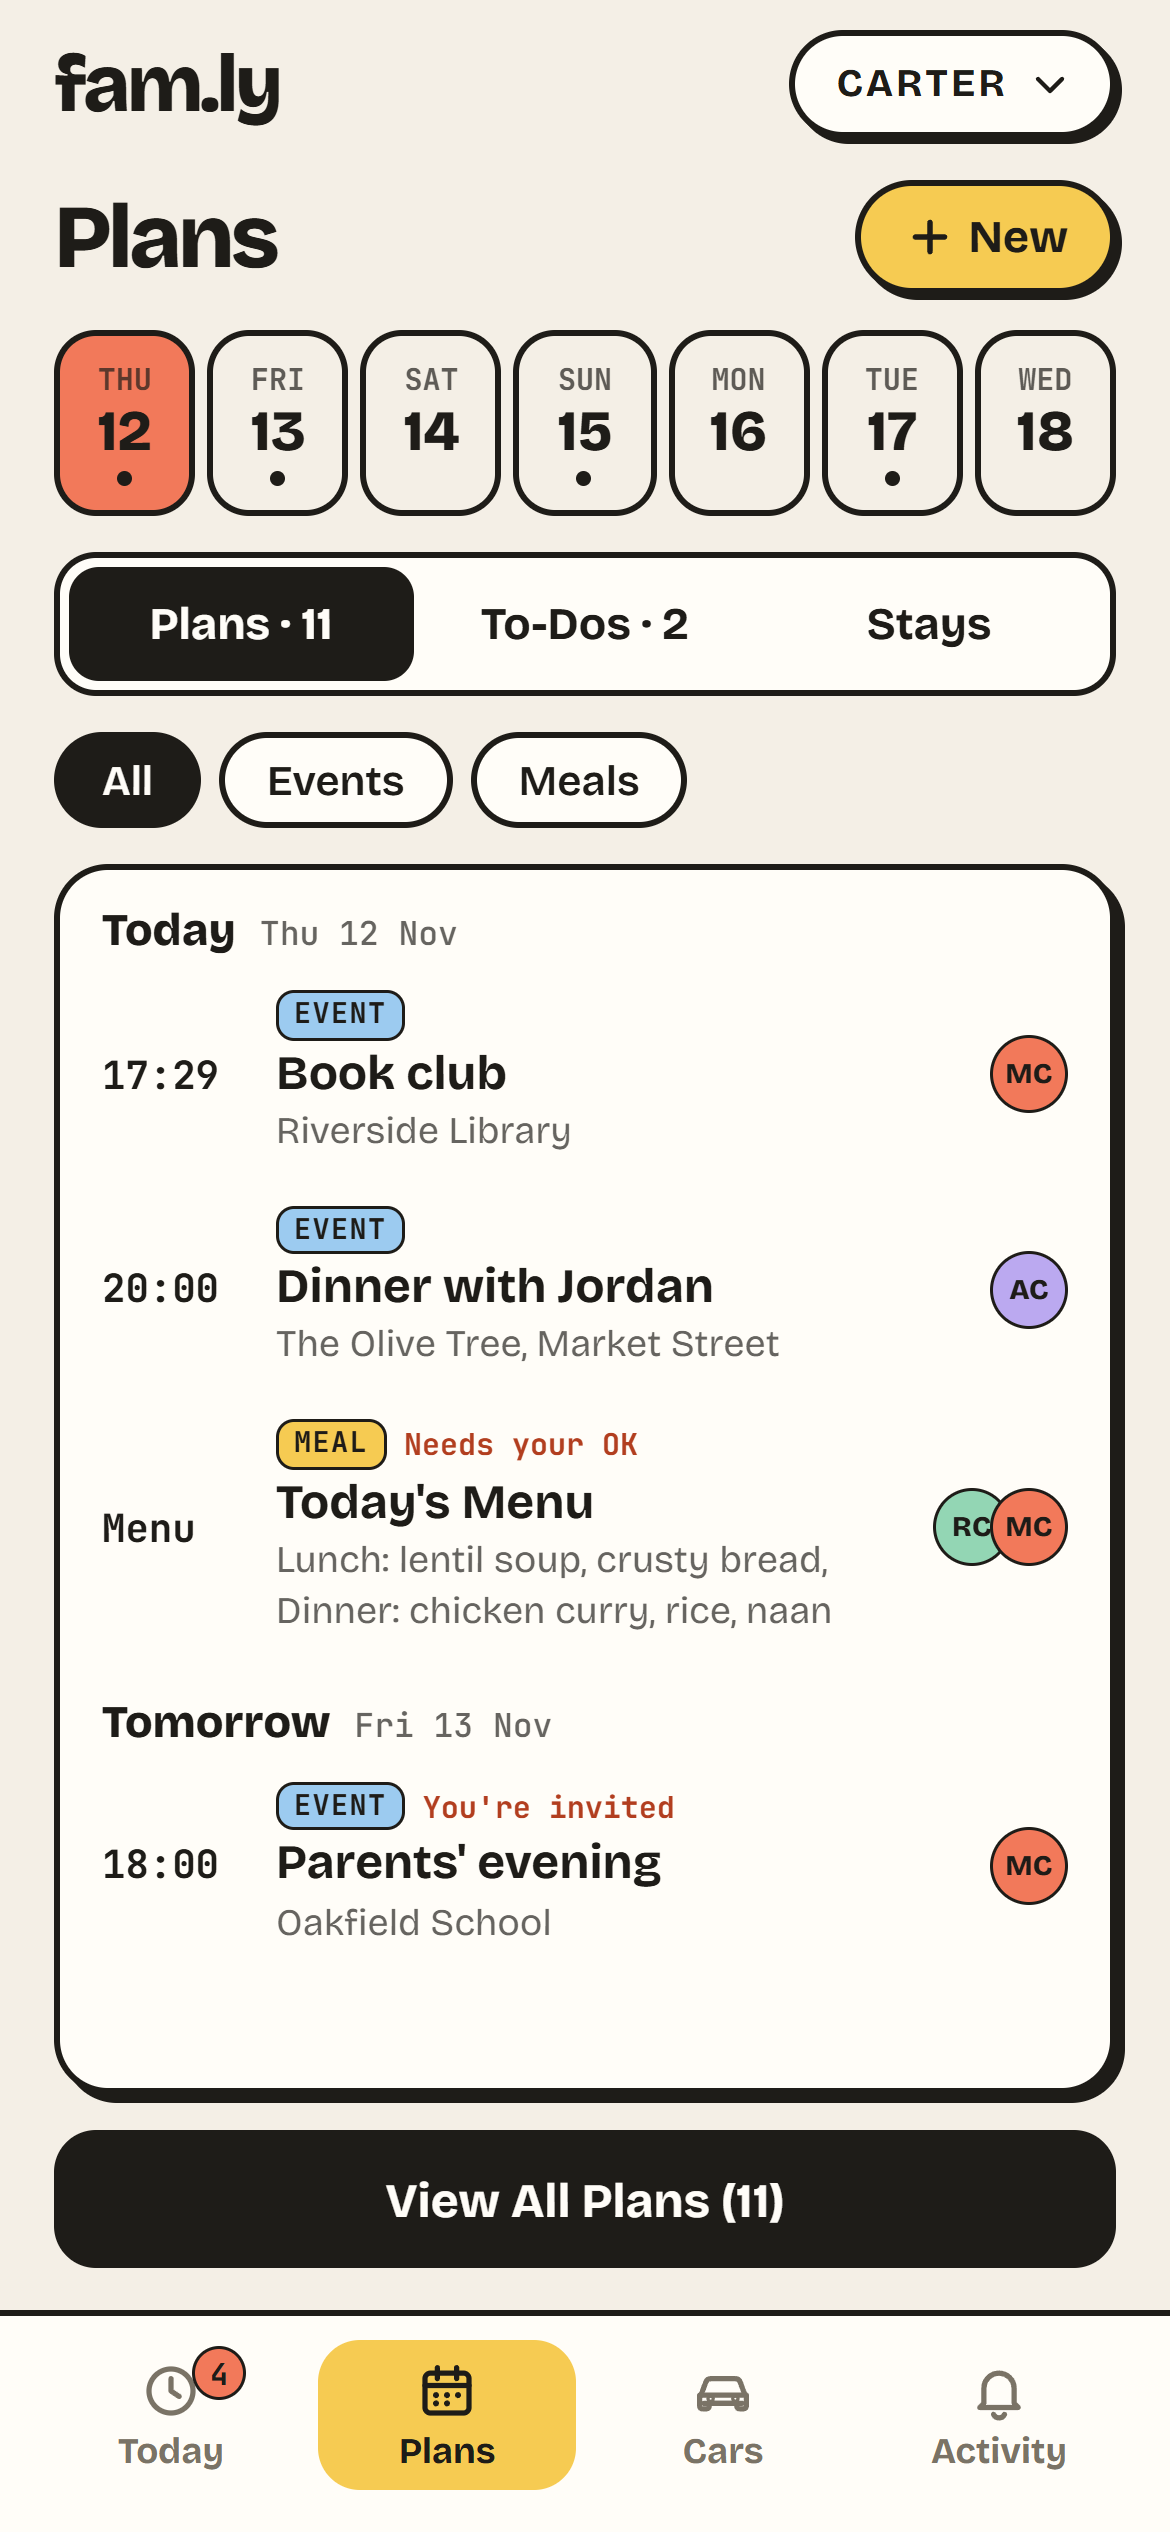 fam.ly
CARTER
Plans
+ New
THU FRI SAT SUN MON TUE WED
12 13 14 15 16 17 18
Plans · 11 To-Dos · 2 Stays
All Events Meals
Today Thu 12 Nov
EVENT
17:29 Book club MC
Riverside Library
EVENT
20:00 Dinner with Jordan AC
The Olive Tree, Market Street
MEAL Needs your OK
Today's Menu
Menu RC MC
Lunch: lentil soup, crusty bread,
Dinner: chicken curry, rice, naan
Tomorrow Fri 13 Nov
EVENT You're invited
18:00 Parents' evening MC
Oakfield School
View All Plans (11)
4
Today Plans Cars Activity